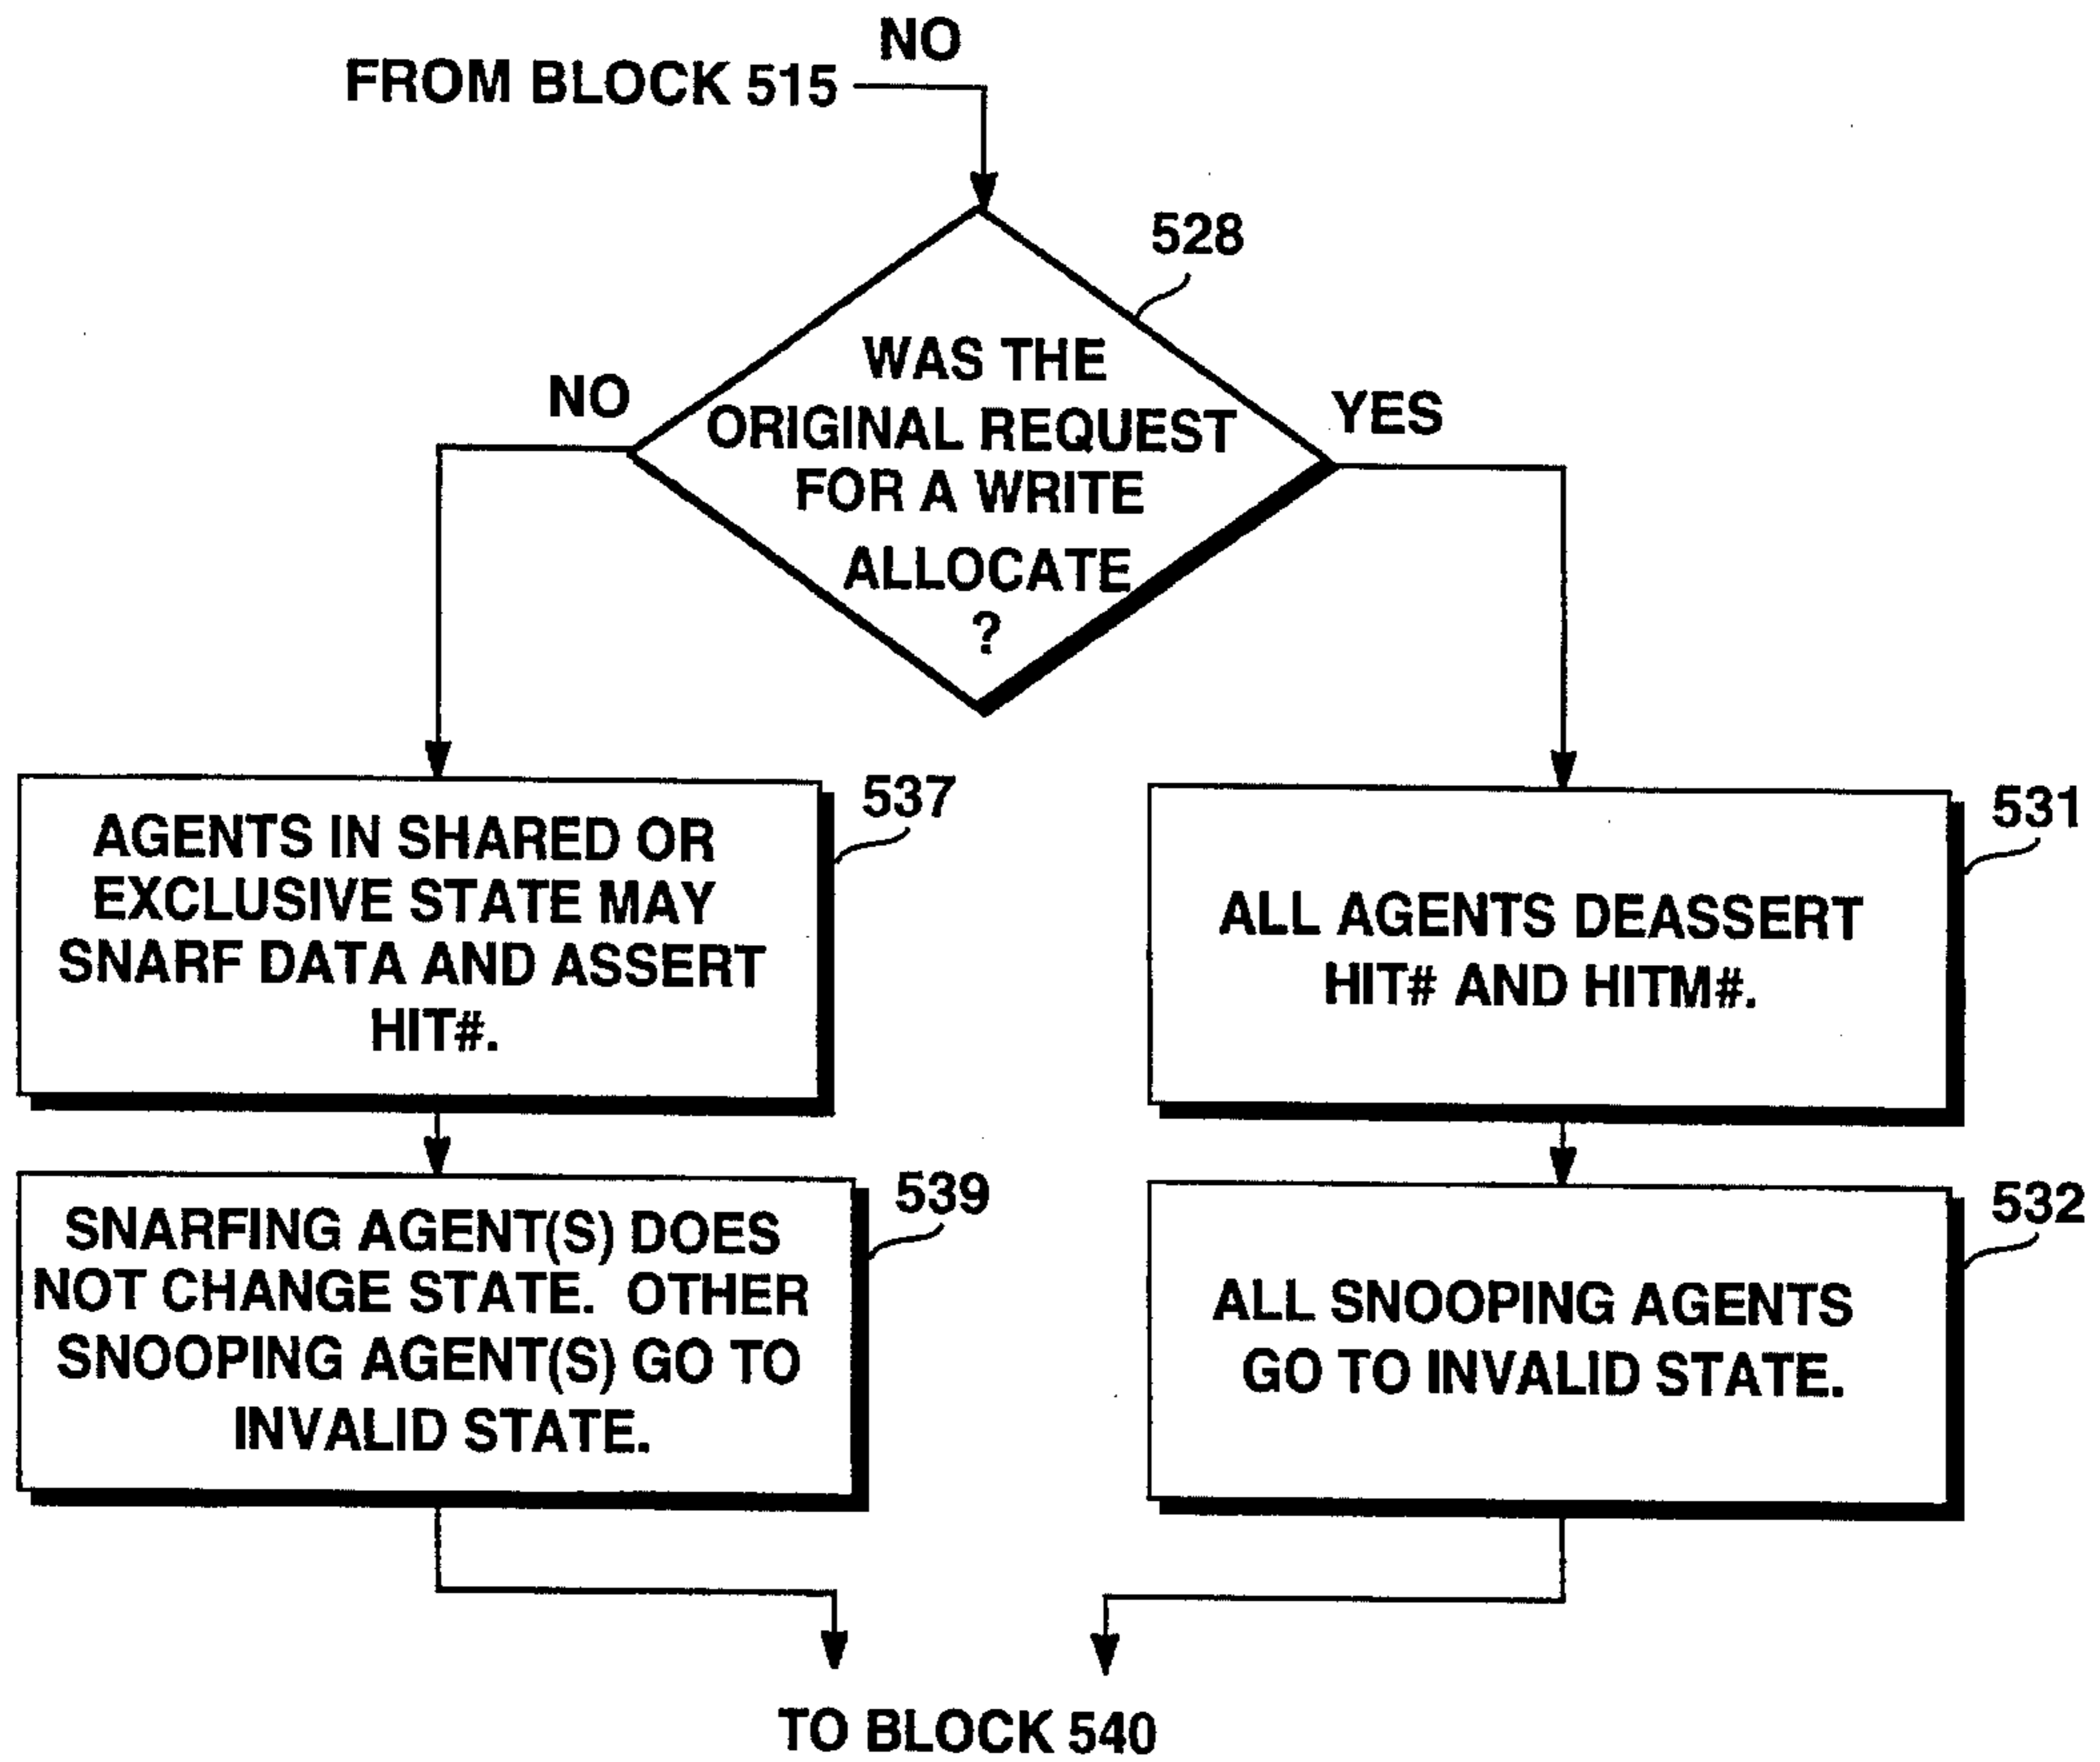 NO
FROM BLOCK 515
528
WAS THE
ORIGINAL REQUEST
FOR A WRITE
ALLOCATE
?
NO
YES
537
AGENTS IN SHARED OR
EXCLUSIVE STATE MAY
SNARF DATA AND ASSERT
HIT#.
531
ALL AGENTS DEASSERT
HIT# AND HITM#.
539
SNARFING AGENT(S) DOES
NOT CHANGE STATE. OTHER
SNOOPING AGENT(S) GO TO
INVALID STATE.
532
ALL SNOOPING AGENTS
GO TO INVALID STATE.
TO BLOCK 540